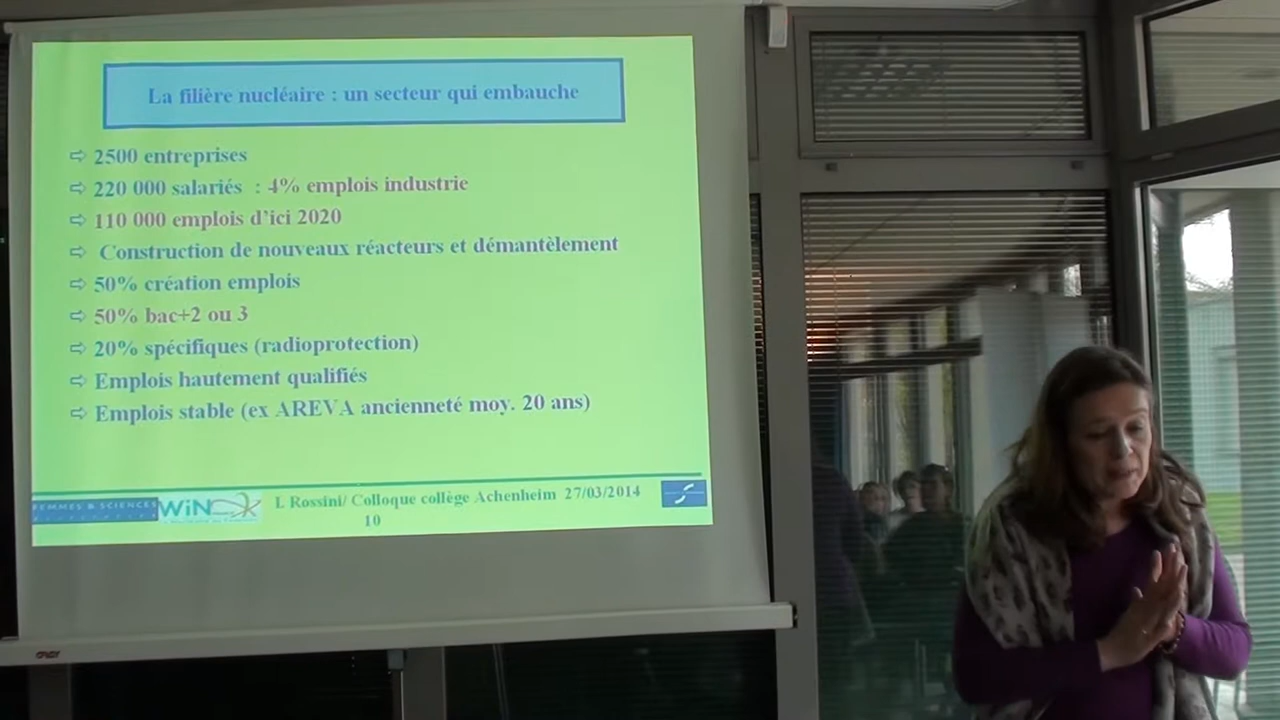 La filière nucléaire : un secteur qui embauche
⇨ 2500 entreprises
⇨ 220 000 salariés : 4% emplois industrie
⇨ 110 000 emplois d'ici 2020
⇨ Construction de nouveaux réacteurs et démantèlement
⇨ 50% création emplois
⇨ 50% bac+2 ou 3
⇨ 20% spécifiques (radioprotection)
⇨ Emplois hautement qualifiés
⇨ Emplois stable (ex AREVA ancienneté moy. 20 ans)
FEMMES & SCIENCES
WiN
I. Rossini/ Colloque collège Achenheim 27/03/2014
10